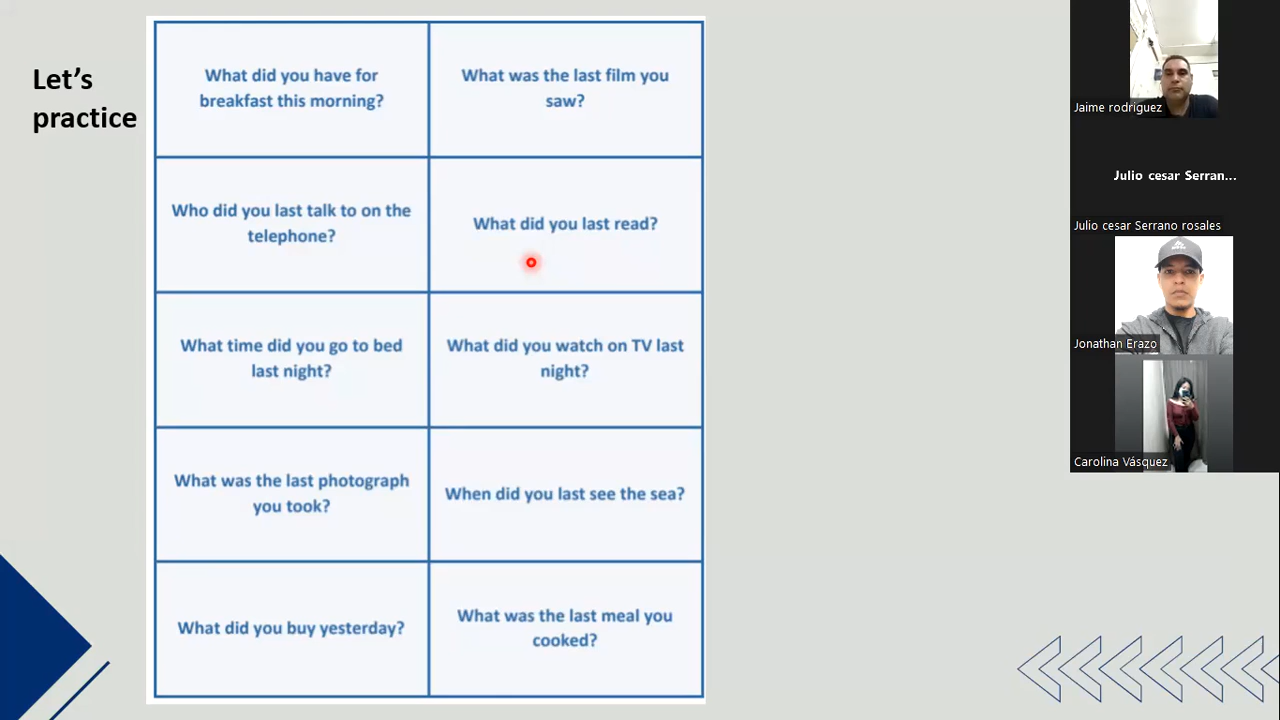 Let's
practice
What did you have for
breakfast this morning?
What was the last film you
saw?
Who did you last talk to on the
telephone?
What did you last read?
What time did you go to bed
last night?
What did you watch on TV last
night?
What was the last photograph
you took?
When did you last see the sea?
What did you buy yesterday?
What was the last meal you
cooked?
Jaime rodriguez
Julio cesar Serran...
Julio cesar Serrano rosales
Jonathan Erazo
Carolina Vásquez